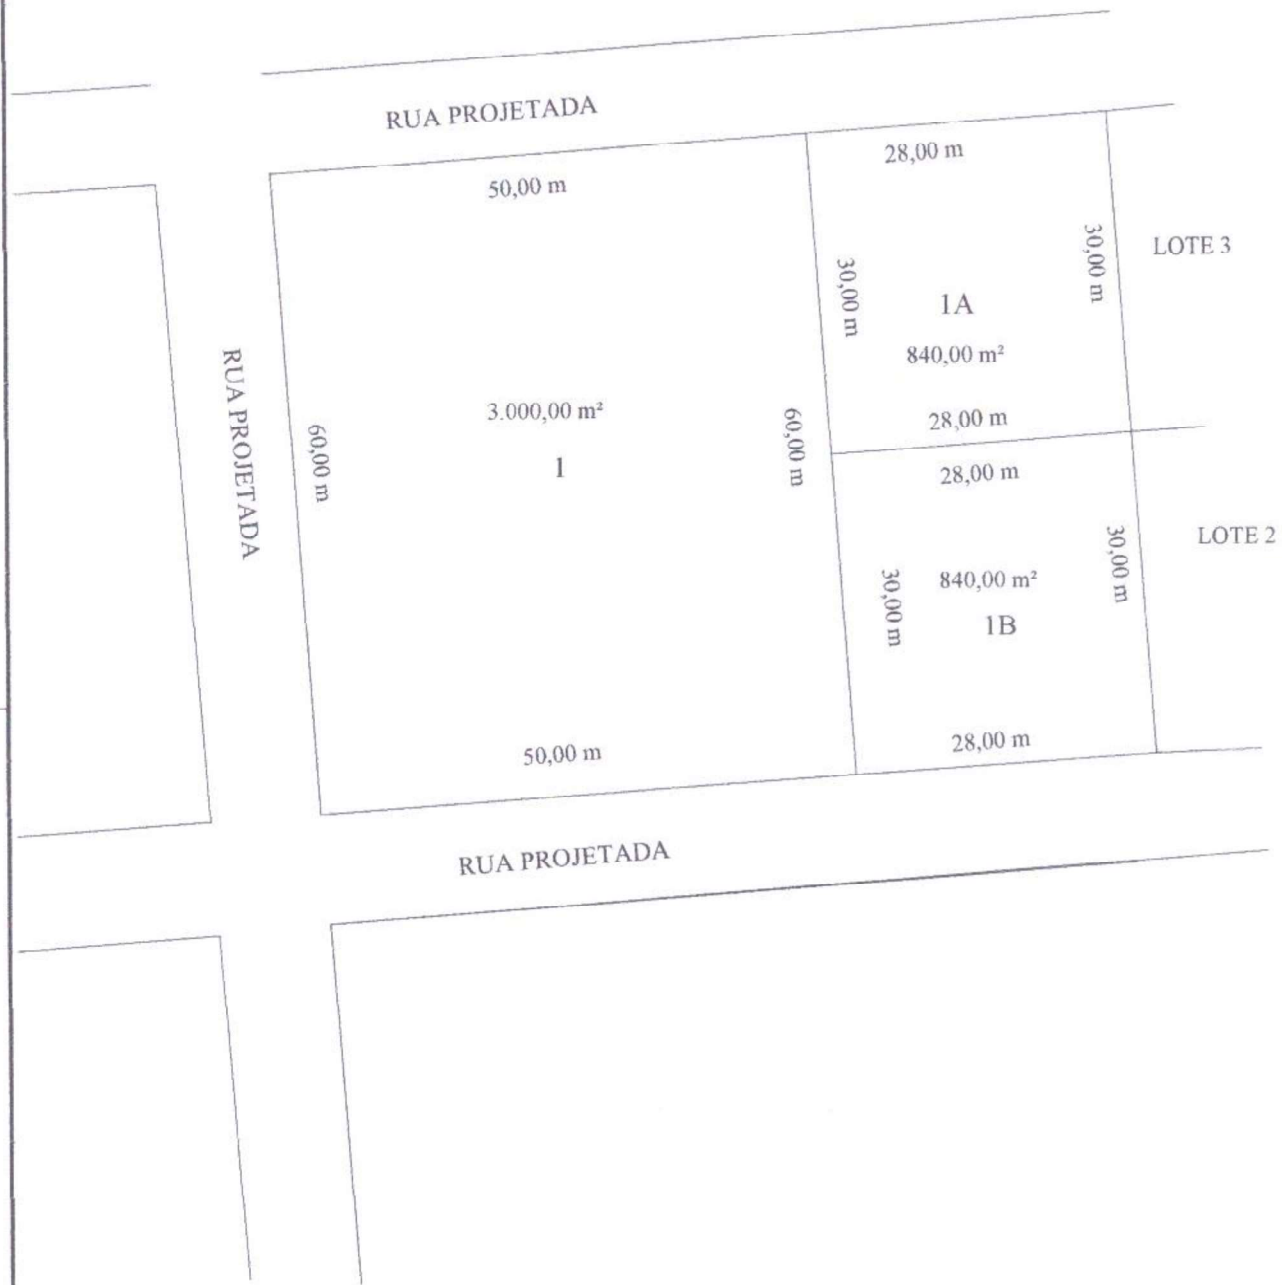 RUA PROJETADA
28,00 m
50,00 m
30,00 m
LOTE 3
30,00 m
1A
840,00 m²
RUA PROJETADA
3.000,00 m²
60,00 m
60,00 m
28,00 m
1
28,00 m
LOTE 2
30,00 m
30,00 m
840,00 m²
1B
28,00 m
50,00 m
RUA PROJETADA